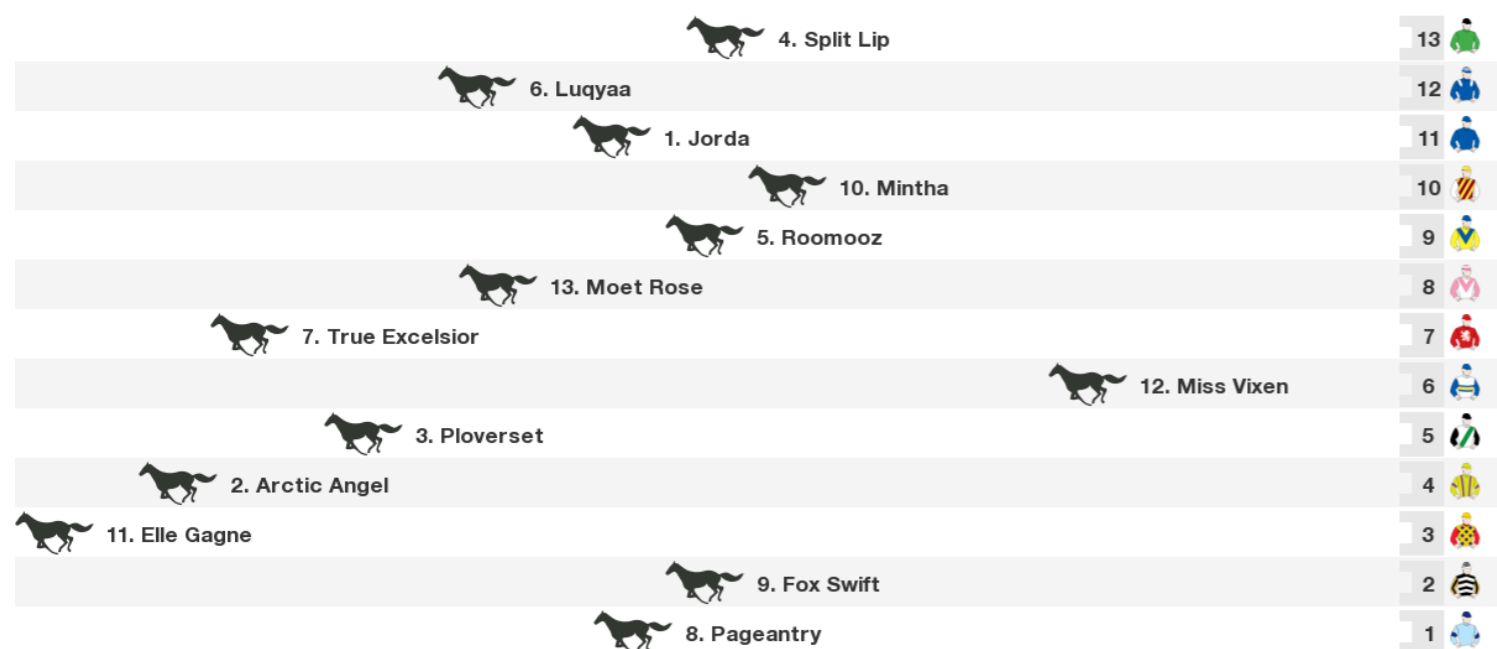 4. Split Lip 13
6. Luqyaa 12
1. Jorda 11
10. Mintha 10
5. Roomooz 9
13. Moet Rose 8
7. True Excelsior 7
12. Miss Vixen 6
3. Ploverset 5
2. Arctic Angel 4
11. Elle Gagne 3
9. Fox Swift 2
8. Pageantry 1